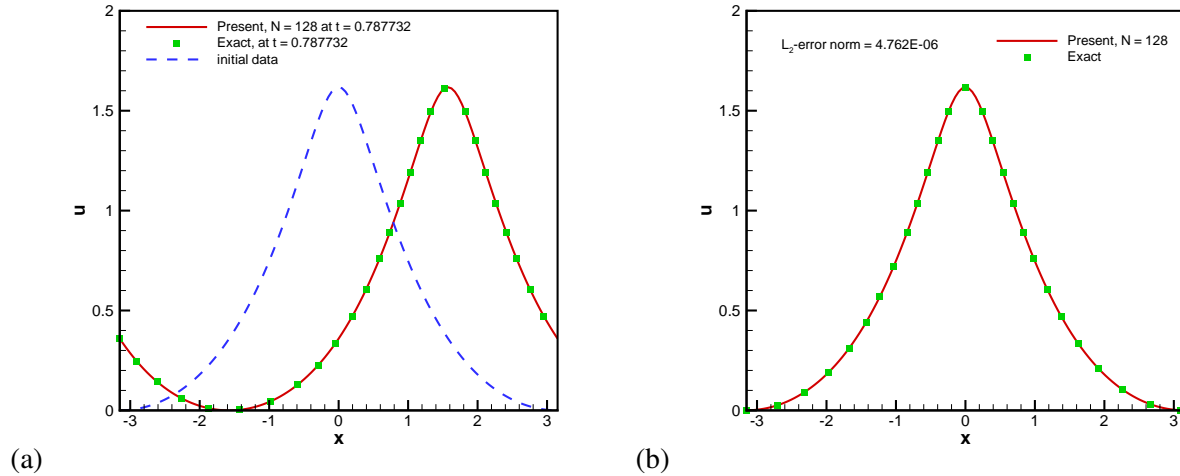 Present, N = 128 at t = 0.787732
Exact, at t = 0.787732
initial data
2
1.5
1
0.5
0
u
-3 -2 -1 0 1 2 3
x
(a)
L2-error norm = 4.762E-06
Present, N = 128
Exact
2
1.5
1
0.5
0
u
-3 -2 -1 0 1 2 3
x
(b)